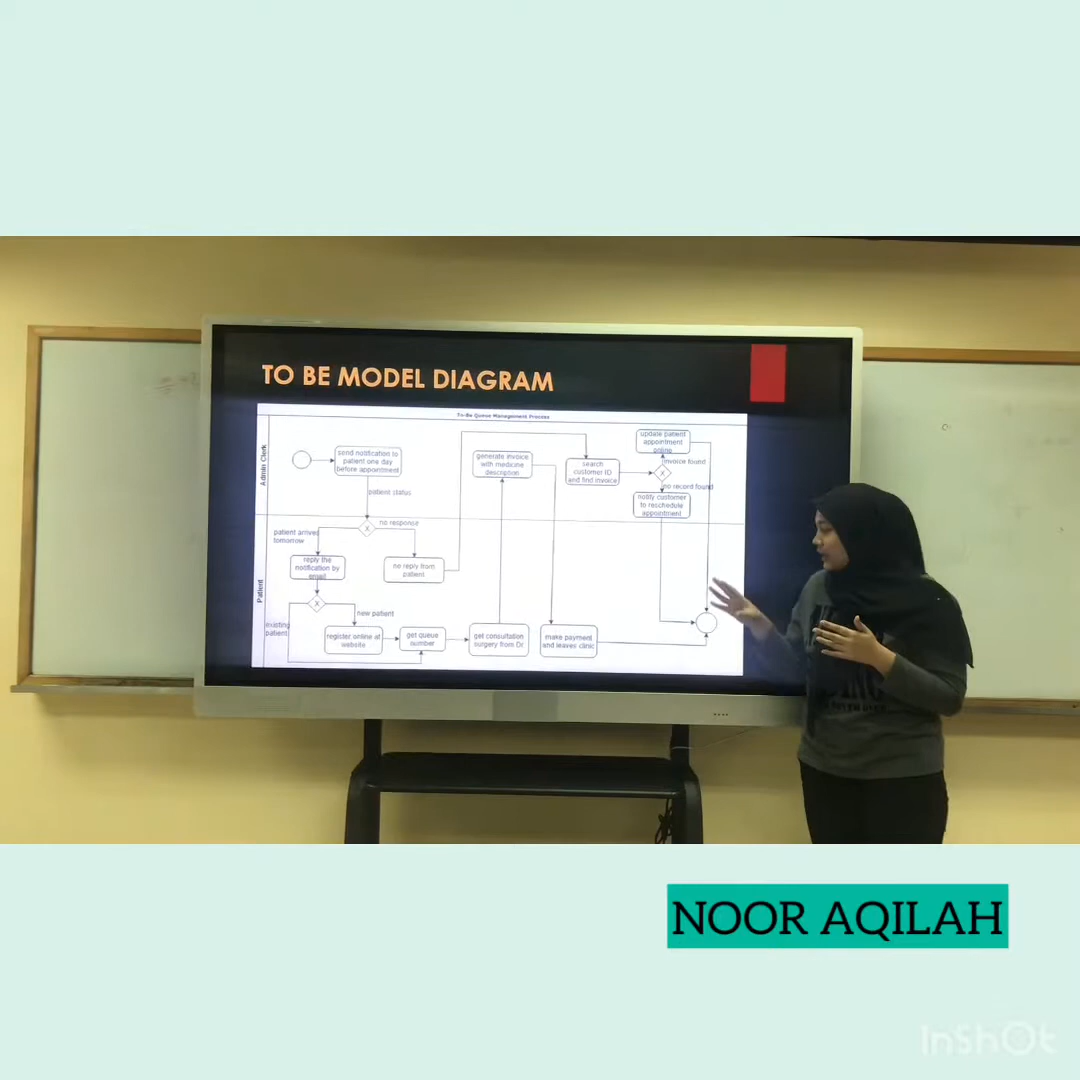 TO BE MODEL DIAGRAM
To-Be Queue Management Process
Admin Clerk
send notification to
patient one day
before appointment
patient status
generate invoice
with medicine
description
search
customer ID
and find invoice
update patient
appointment
online
invoice found
X
no record found
notify customer
to reschedule
appointment
Patient
X
no response
patient arrived
tomorrow
reply the
notification by
email
no reply from
patient
X
new patient
existing
patient
register online at
website
get queue
number
get consultation
surgery from Dr
make payment
and leaves clinic
NOOR AQILAH
InShOt